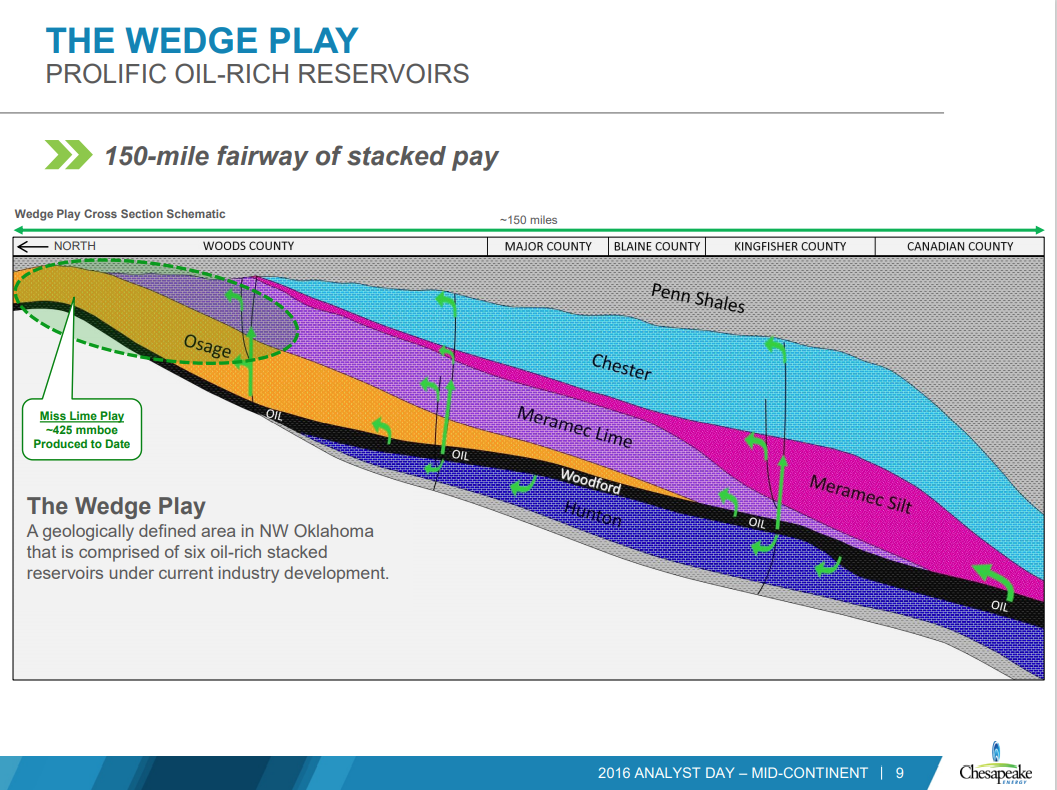 THE WEDGE PLAY
PROLIFIC OIL-RICH RESERVOIRS
150-mile fairway of stacked pay
Wedge Play Cross Section Schematic
~150 miles
NORTH
WOODS COUNTY
MAJOR COUNTY
BLAINE COUNTY
KINGFISHER COUNTY
CANADIAN COUNTY
Penn Shales
Osage
Chester
Meramec Lime
Meramec Silt
OIL
OIL
Woodford
Hunton
OIL
OIL
Miss Lime Play
~425 mmboe
Produced to Date
The Wedge Play
A geologically defined area in NW Oklahoma
that is comprised of six oil-rich stacked
reservoirs under current industry development.
2016 ANALYST DAY – MID-CONTINENT | 9
Chesapeake
ENERGY